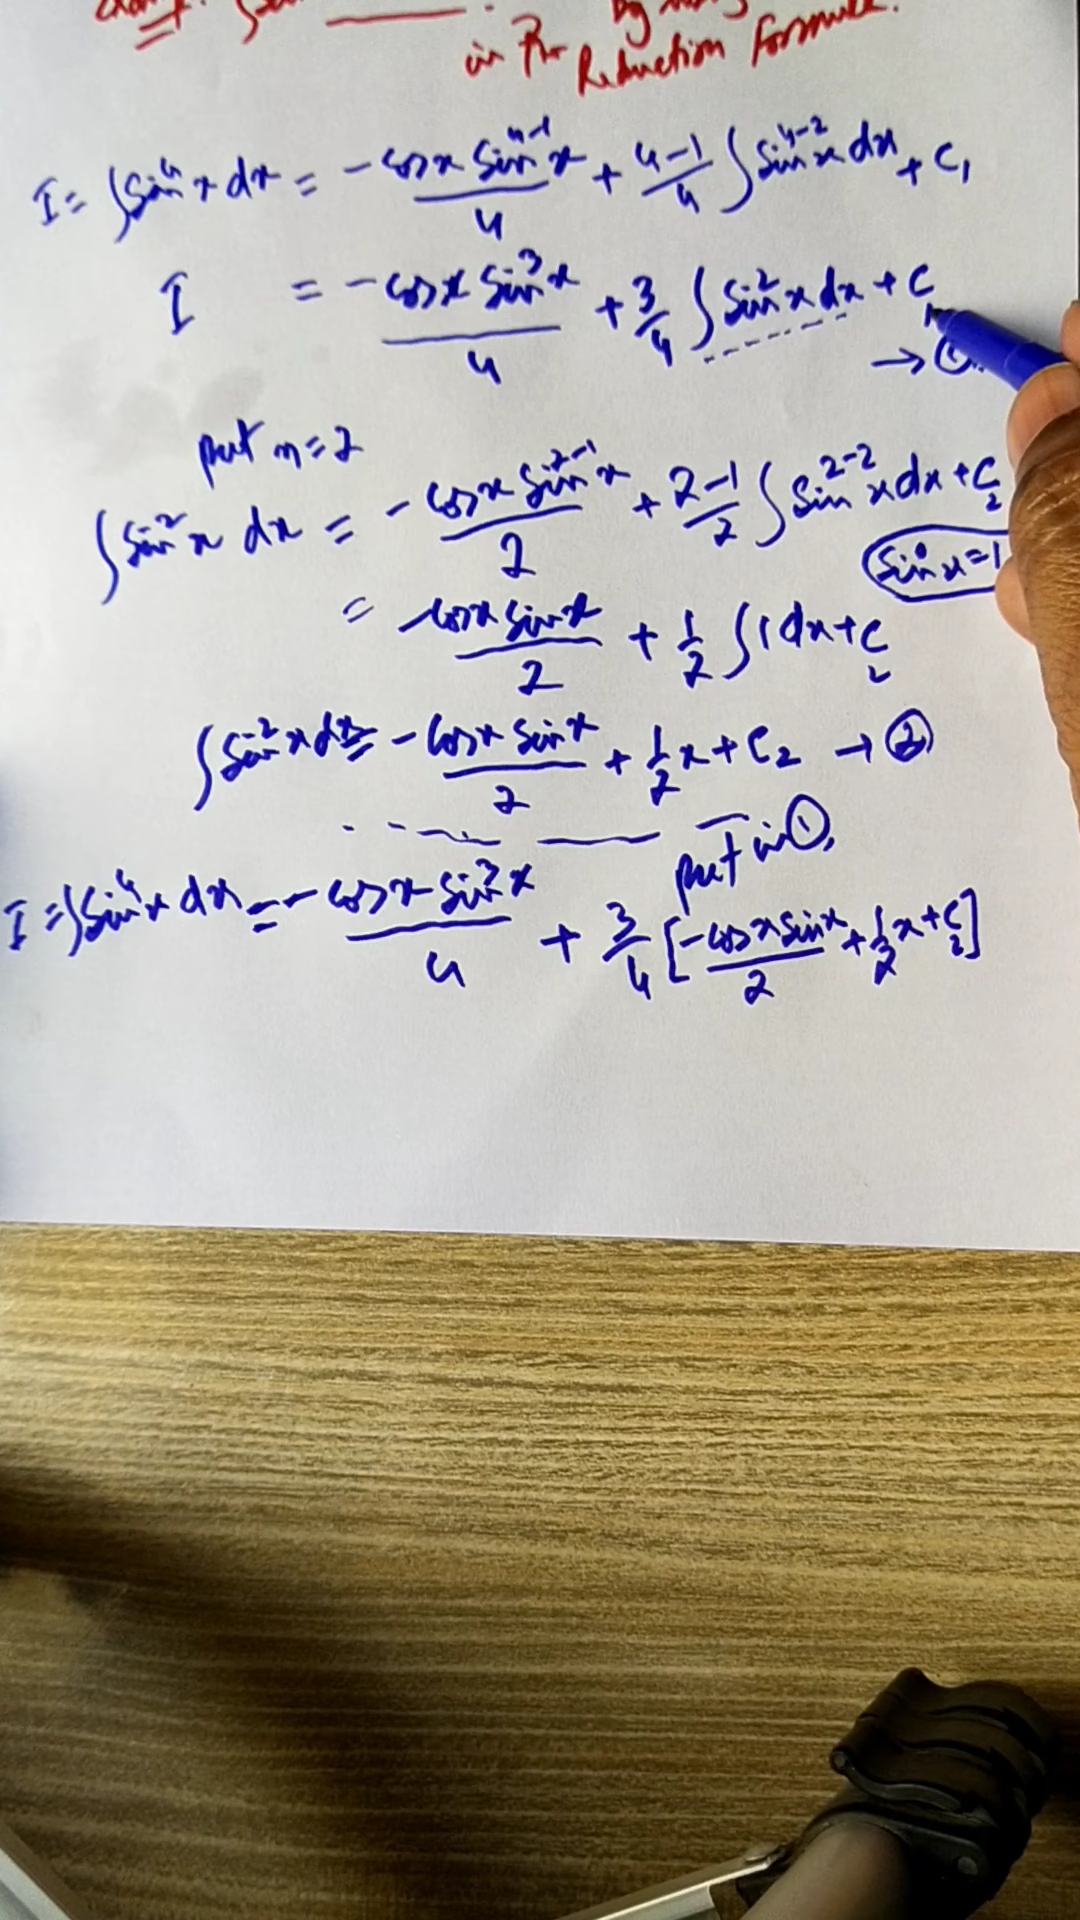 in the Reduction Formula.
I = ∫sin⁴x dx = -cosx sin⁴⁻¹x/4 + 4-1/4 ∫sin⁴⁻²x dx + C₁
I = -cosx sin³x/4 + 3/4 ∫sin²x dx + C₁
→ ①
put n=2
∫sin²x dx = -cosx sin²⁻¹x/2 + 2-1/2 ∫sin²⁻²x dx + C₂
sin⁰x=1
= -cosx sinx/2 + 1/2 ∫1 dx + C₂
∫sin²x dx = -cosx sinx/2 + 1/2 x + C₂ → ②
put in ①,
I = ∫sin⁴x dx = -cosx sin³x/4 + 3/4 [-cosx sinx/2 + 1/2 x + C₂]